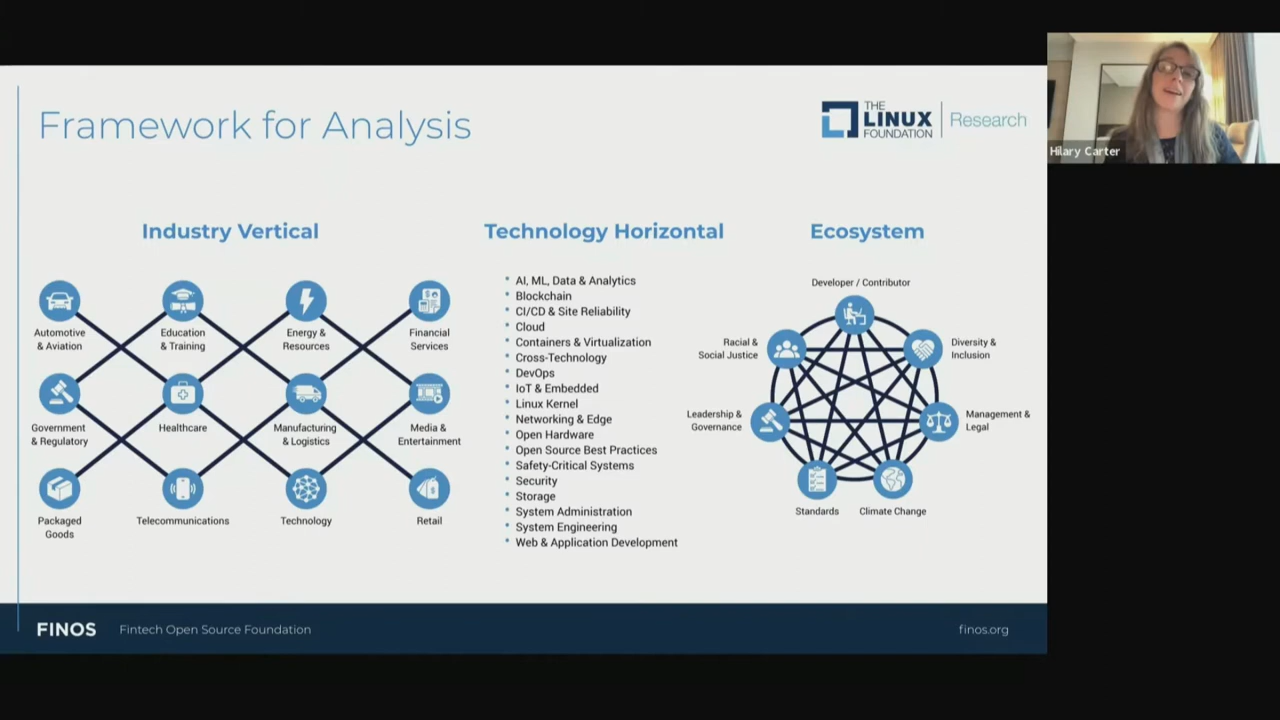 Framework for Analysis
THE
LINUX
FOUNDATION
Research
Hilary Carter
Industry Vertical
Automotive
& Aviation
Education
& Training
Energy &
Resources
Financial
Services
Government
& Regulatory
Healthcare
Manufacturing
& Logistics
Media &
Entertainment
Packaged
Goods
Telecommunications
Technology
Retail
Technology Horizontal
• AI, ML, Data & Analytics
• Blockchain
• CI/CD & Site Reliability
• Cloud
• Containers & Virtualization
• Cross-Technology
• DevOps
• IoT & Embedded
• Linux Kernel
• Networking & Edge
• Open Hardware
• Open Source Best Practices
• Safety-Critical Systems
• Security
• Storage
• System Administration
• System Engineering
• Web & Application Development
Ecosystem
Developer / Contributor
Racial &
Social Justice
Diversity &
Inclusion
Leadership &
Governance
Management &
Legal
Standards
Climate Change
FINOS
Fintech Open Source Foundation
finos.org